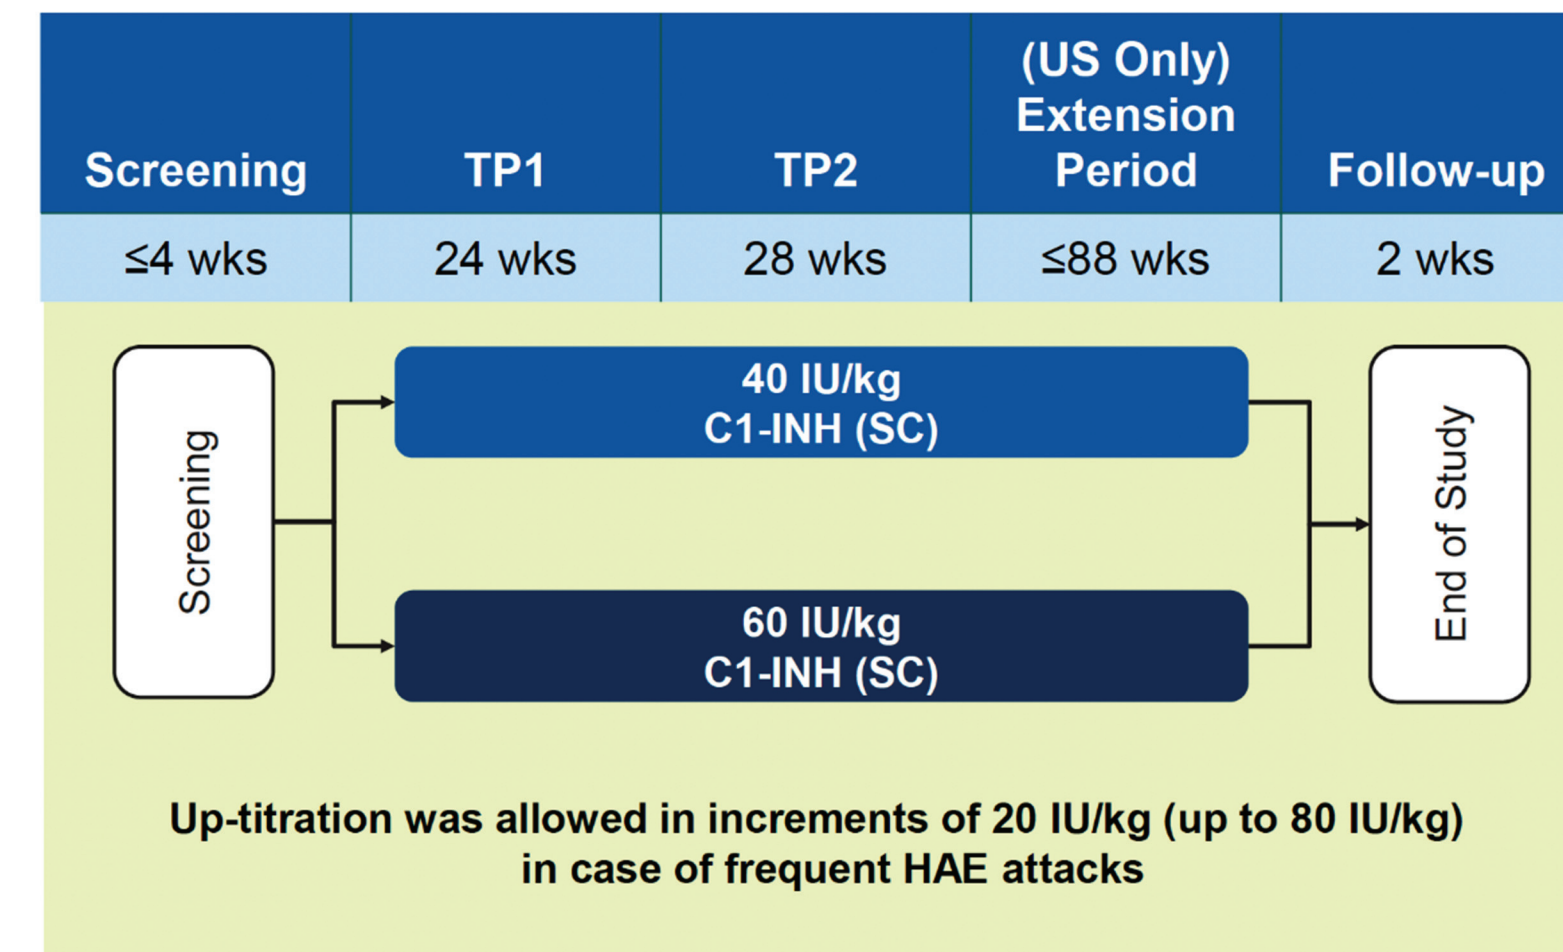 Screening
TP1
TP2
(US Only)
Extension
Period
Follow-up
≤4 wks
24 wks
28 wks
≤88 wks
2 wks
Screening
40 IU/kg
C1-INH (SC)
60 IU/kg
C1-INH (SC)
End of Study
Up-titration was allowed in increments of 20 IU/kg (up to 80 IU/kg)
in case of frequent HAE attacks